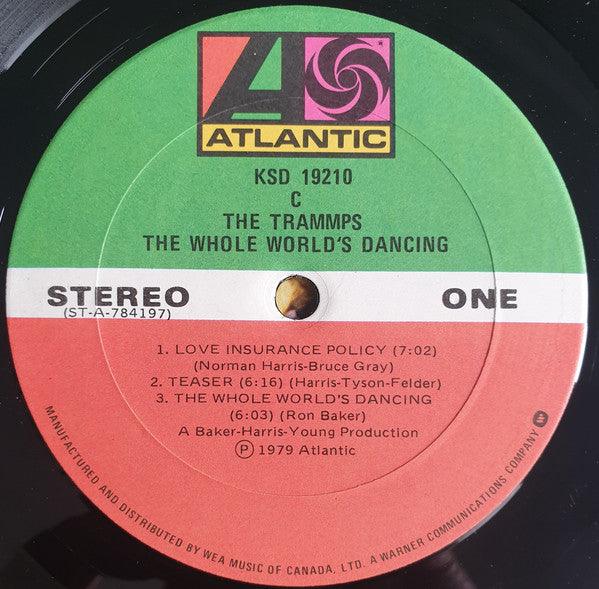 ATLANTIC
KSD 19210
C
THE TRAMMPS
THE WHOLE WORLD'S DANCING
STEREO
ONE
(ST-A-784197)
1. LOVE INSURANCE POLICY (7:02)
(Norman Harris-Bruce Gray)
2. TEASER (6:16) (Harris-Tyson-Felder)
3. THE WHOLE WORLD'S DANCING
(6:03) (Ron Baker)
A Baker-Harris-Young Production
Ⓟ 1979 Atlantic
MANUFACTURED AND DISTRIBUTED BY WEA MUSIC OF CANADA, LTD. A WARNER COMMUNICATIONS COMPANY